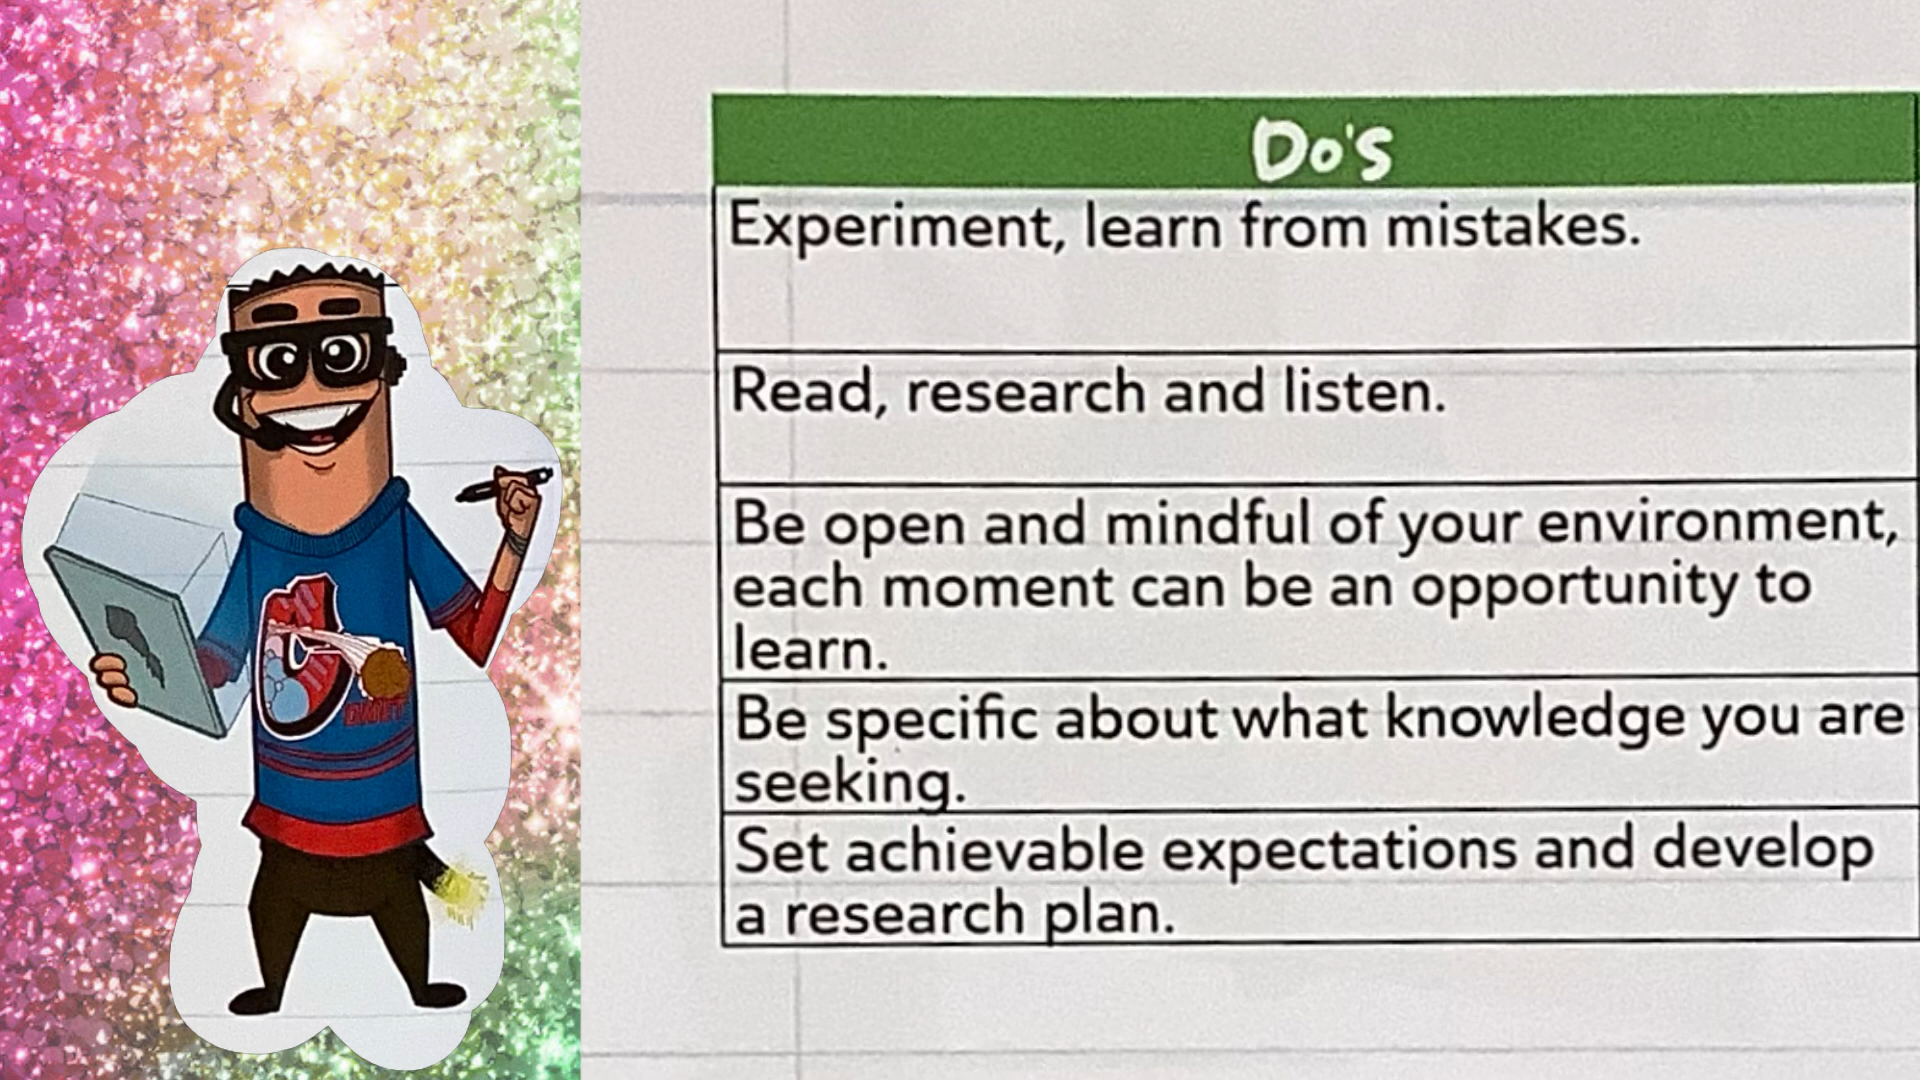 Do's
Experiment, learn from mistakes.
Read, research and listen.
Be open and mindful of your environment,
each moment can be an opportunity to
learn.
Be specific about what knowledge you are
seeking.
Set achievable expectations and develop
a research plan.